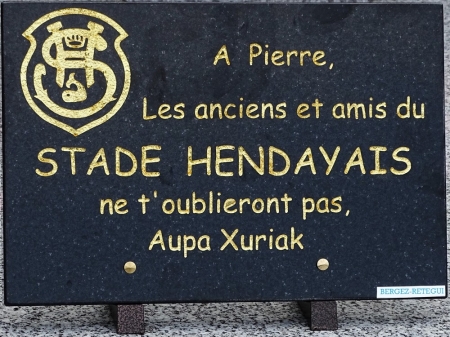 A Pierre,
Les anciens et amis du
STADE HENDAYAIS
ne t'oublieront pas,
Aupa Xuriak
BERGEZ-RETEGUI